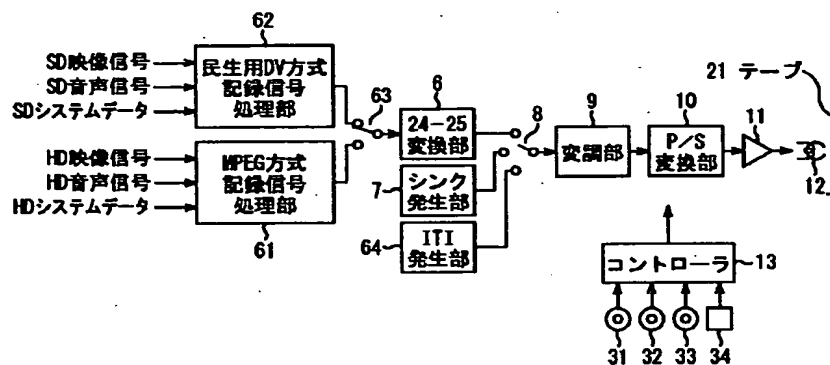 62
SD映像信号
SD音声信号
SDシステムデータ
民生用DV方式
記録信号
処理部
63
HD映像信号
HD音声信号
HDシステムデータ
MPEG方式
記録信号
処理部
61
6
24-25
変換部
7
シンク
発生部
64
ITI
発生部
8
9
変調部
10
P/S
変換部
11
12
21 テープ
コントローラ
13
31
32
33
34